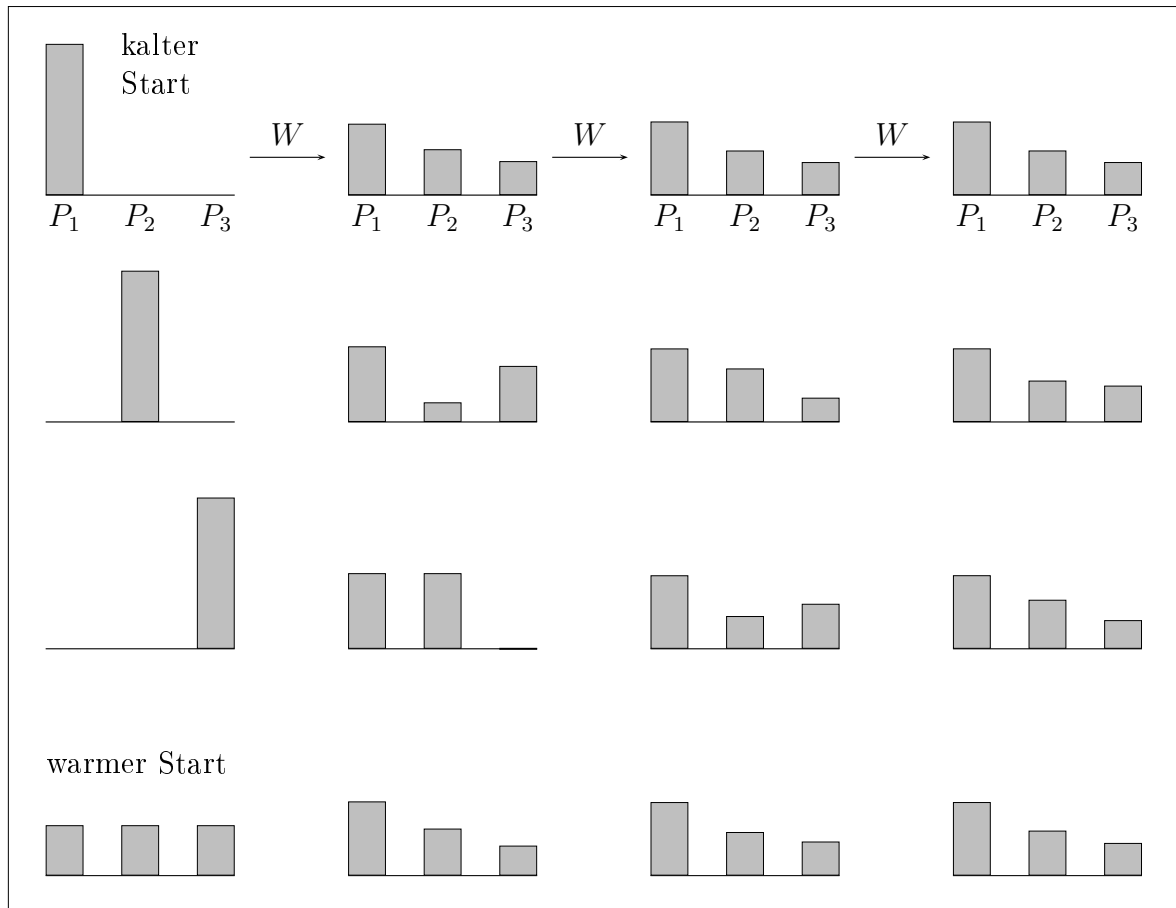 kalter
Start
W W W
P₁ P₂ P₃ P₁ P₂ P₃ P₁ P₂ P₃ P₁ P₂ P₃
warmer Start